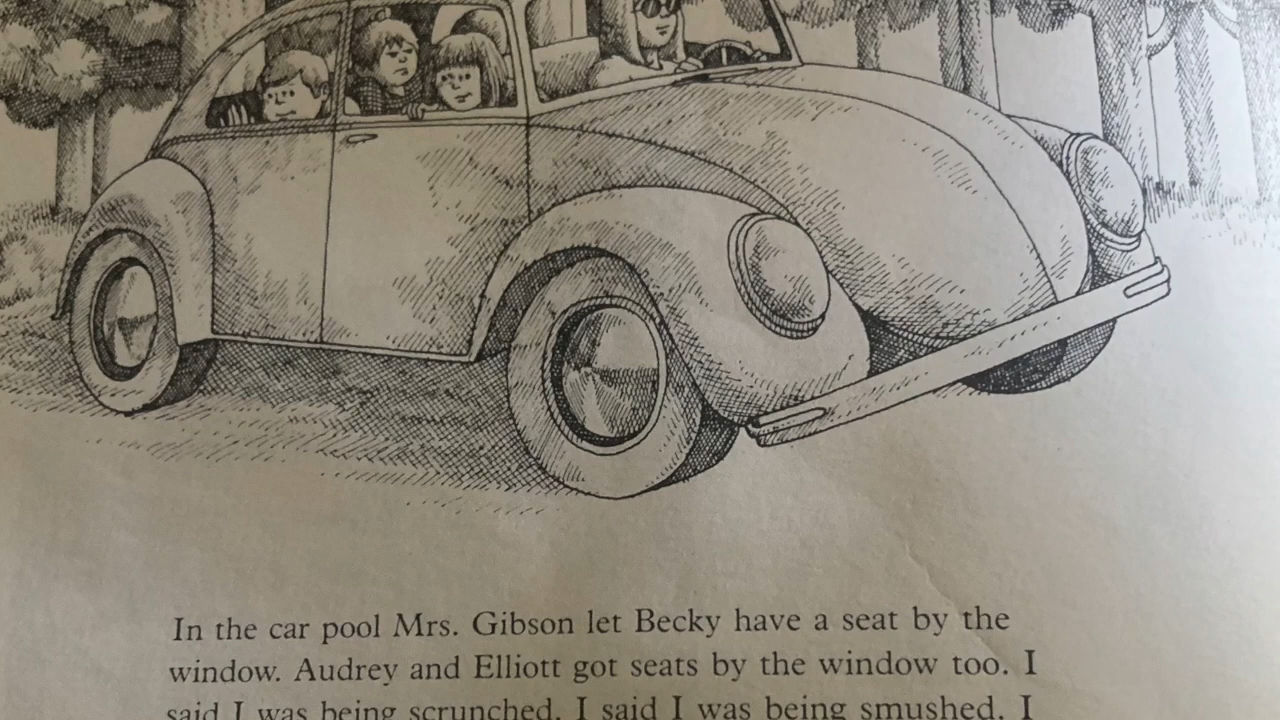 In the car pool Mrs. Gibson let Becky have a seat by the
window. Audrey and Elliott got seats by the window too. I
said I was being scrunched. I said I was being smushed. I